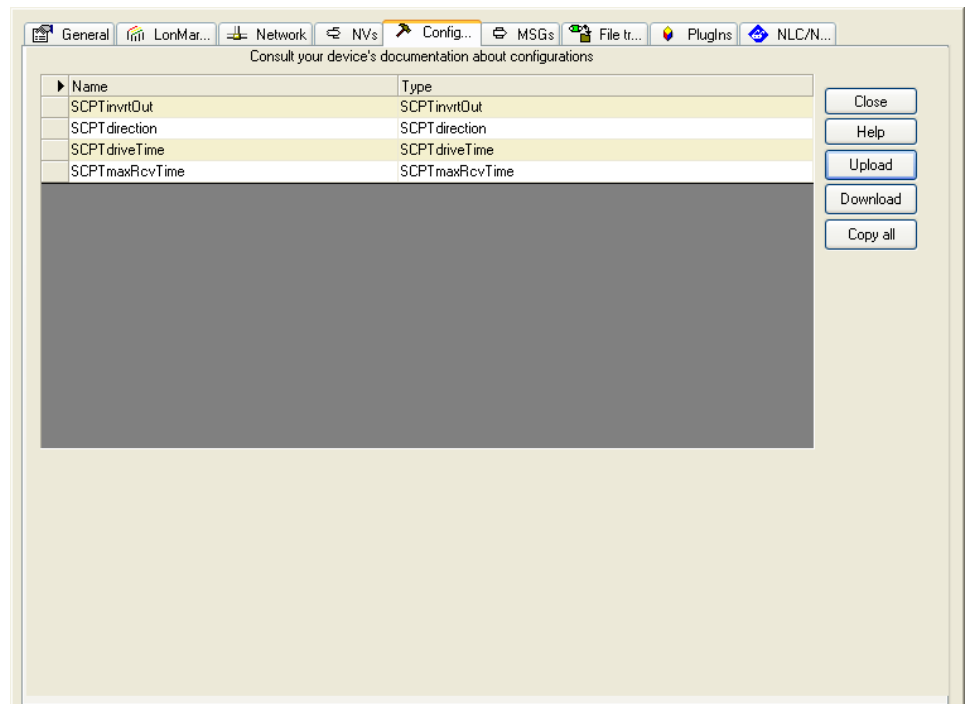 General LonMar... Network NVs Config... MSGs File tr... PlugIns NLC/N...
Consult your device's documentation about configurations
Name Type
SCPTinvrtOut SCPTinvrtOut
SCPTdirection SCPTdirection
SCPTdriveTime SCPTdriveTime
SCPTmaxRcvTime SCPTmaxRcvTime
Close
Help
Upload
Download
Copy all